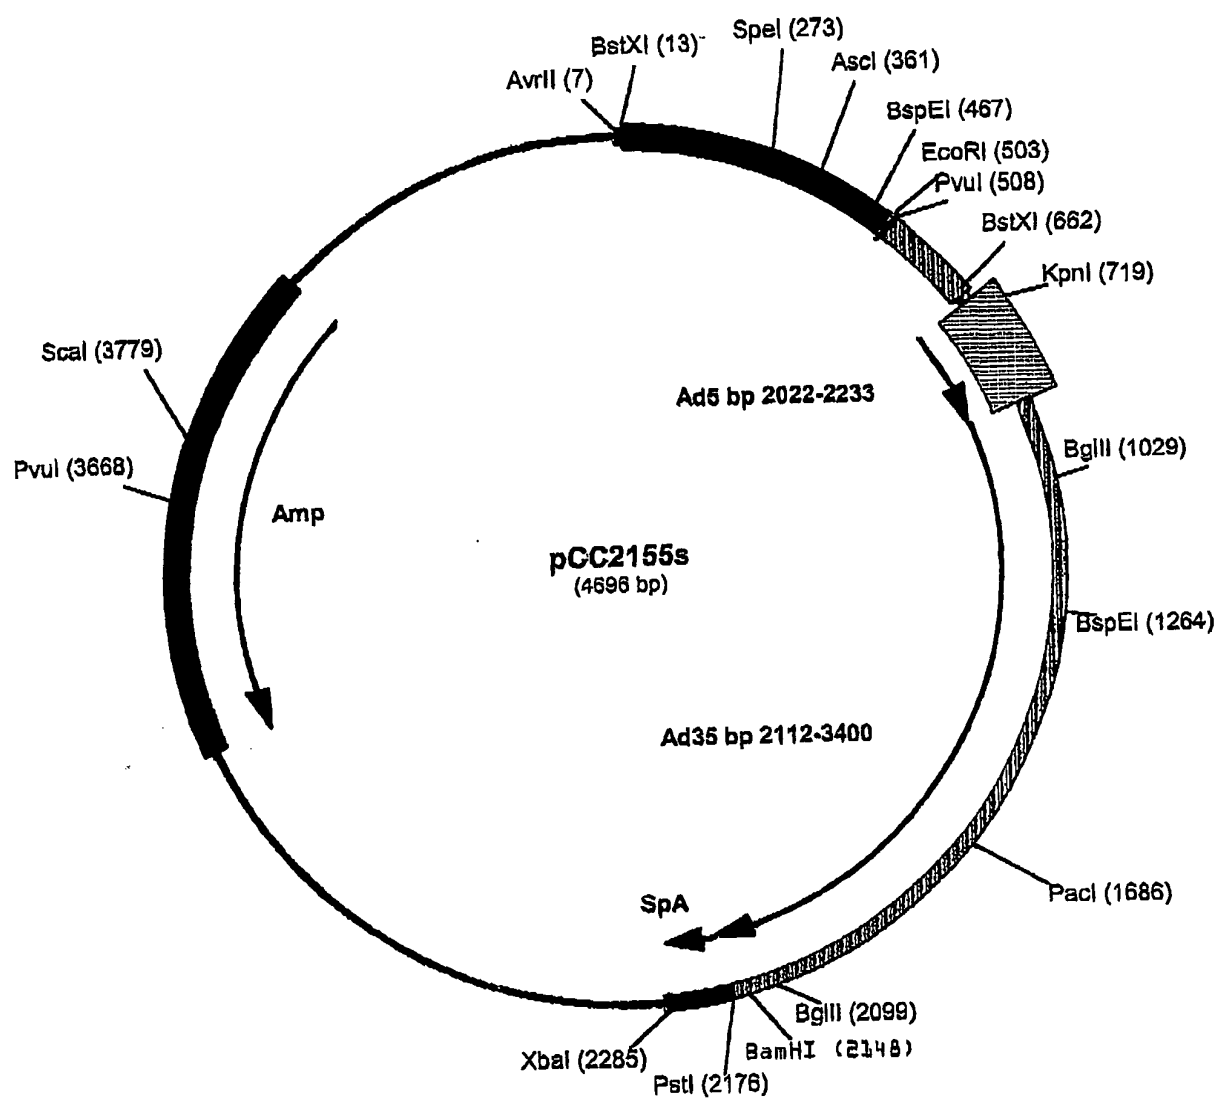 SpeI (273)
BstXI (13)
AscI (361)
AvrII (7)
BspEI (467)
EcoRI (503)
PvuI (508)
BstXI (662)
KpnI (719)
ScaI (3779)
Ad5 bp 2022-2233
BglII (1029)
PvuI (3668)
Amp
pCC2155s
(4696 bp)
BspEI (1264)
Ad35 bp 2112-3400
PacI (1686)
SpA
BglII (2099)
BamHI (2148)
XbaI (2285)
PstI (2176)